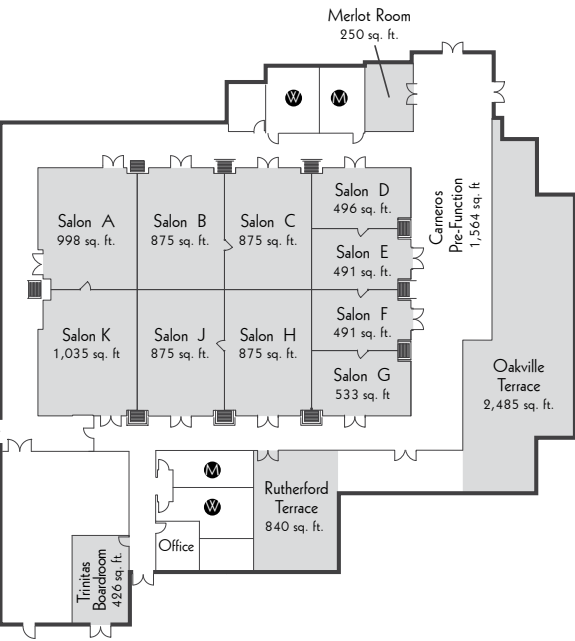 Merlot Room
250 sq. ft.
W
M
Salon A
998 sq. ft.
Salon B
875 sq. ft.
Salon C
875 sq. ft.
Salon D
496 sq. ft.
Salon E
491 sq. ft.
Carneros
Pre-Function
1,564 sq. ft
Salon K
1,035 sq. ft
Salon J
875 sq. ft.
Salon H
875 sq. ft.
Salon F
491 sq. ft.
Salon G
533 sq. ft
Oakville
Terrace
2,485 sq. ft.
M
W
Office
Rutherford
Terrace
840 sq. ft.
Trinitas
Boardroom
426 sq. ft.